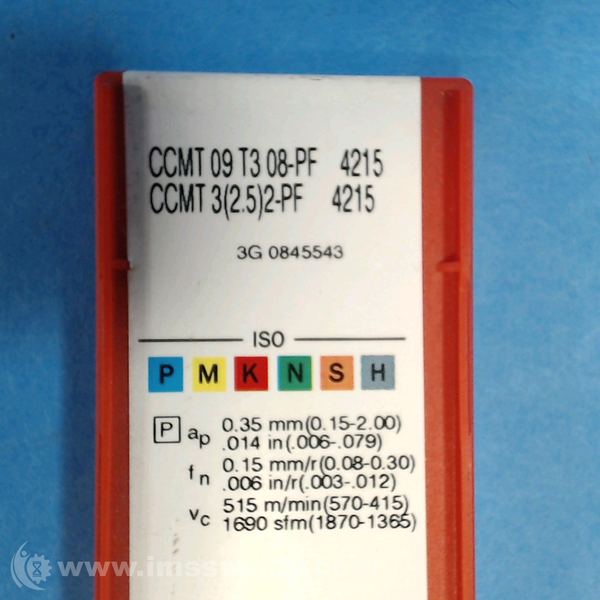 CCMT 09 T3 08-PF 4215
CCMT 3(2.5)2-PF 4215
3G 0845543
ISO
P M K N S H
P ap 0.35 mm(0.15-2.00)
.014 in(.006-.079)
fn 0.15 mm/r(0.08-0.30)
.006 in/r(.003-.012)
vc 515 m/min(570-415)
1690 sfm(1870-1365)